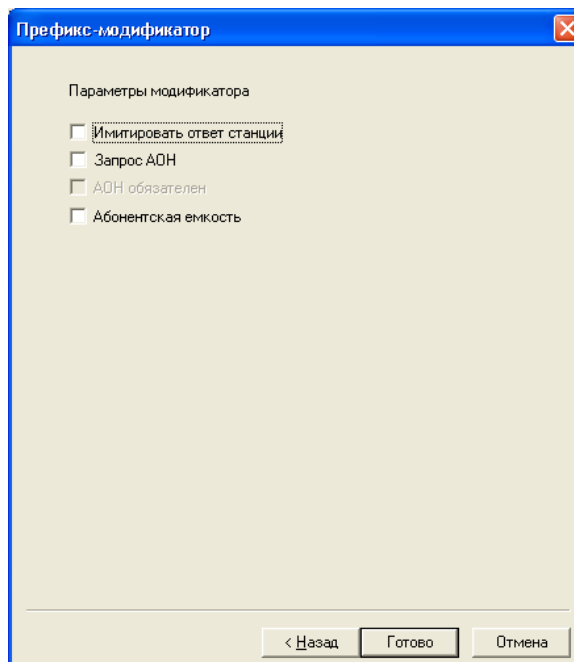 Префикс-модификатор
Параметры модификатора
Имитировать ответ станции
Запрос АОН
АОН обязателен
Абонентская емкость
< Назад
Готово
Отмена